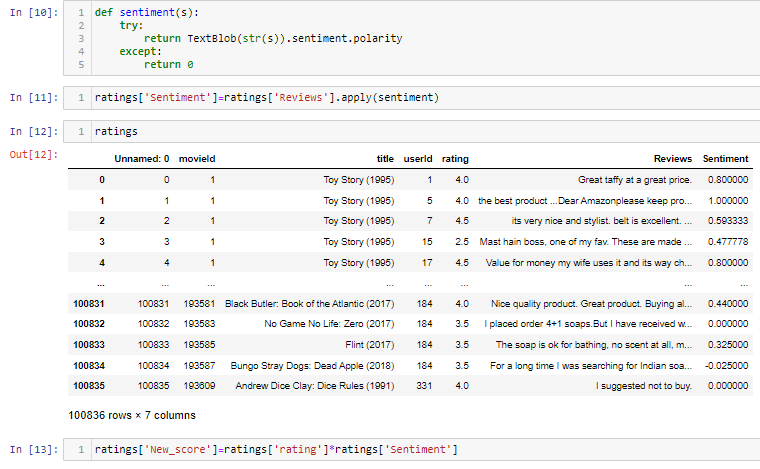 In [10]: 1 def sentiment(s):
2 try:
3 return TextBlob(str(s)).sentiment.polarity
4 except:
5 return 0
In [11]: 1 ratings['Sentiment']=ratings['Reviews'].apply(sentiment)
In [12]: 1 ratings
Out[12]:
Unnamed: 0 movieId title userId rating Reviews Sentiment
0 0 1 Toy Story (1995) 1 4.0 Great taffy at a great price. 0.800000
1 1 1 Toy Story (1995) 5 4.0 the best product ...Dear Amazonplease keep pro... 1.000000
2 2 1 Toy Story (1995) 7 4.5 its very nice and stylist. belt is excellent. ... 0.593333
3 3 1 Toy Story (1995) 15 2.5 Mast hain boss, one of my fav. These are made ... 0.477778
4 4 1 Toy Story (1995) 17 4.5 Value for money my wife uses it and its way ch... 0.800000
... ... ... ... ... ... ... ...
100831 100831 193581 Black Butler: Book of the Atlantic (2017) 184 4.0 Nice quality product. Great product. Buying al... 0.440000
100832 100832 193583 No Game No Life: Zero (2017) 184 3.5 I placed order 4+1 soaps.But I have received w... 0.000000
100833 100833 193585 Flint (2017) 184 3.5 The soap is ok for bathing, no scent at all, m... 0.325000
100834 100834 193587 Bungo Stray Dogs: Dead Apple (2018) 184 3.5 For a long time I was searching for Indian soa... -0.025000
100835 100835 193609 Andrew Dice Clay: Dice Rules (1991) 331 4.0 I suggested not to buy. 0.000000
100836 rows × 7 columns
In [13]: 1 ratings['New_score']=ratings['rating']*ratings['Sentiment']